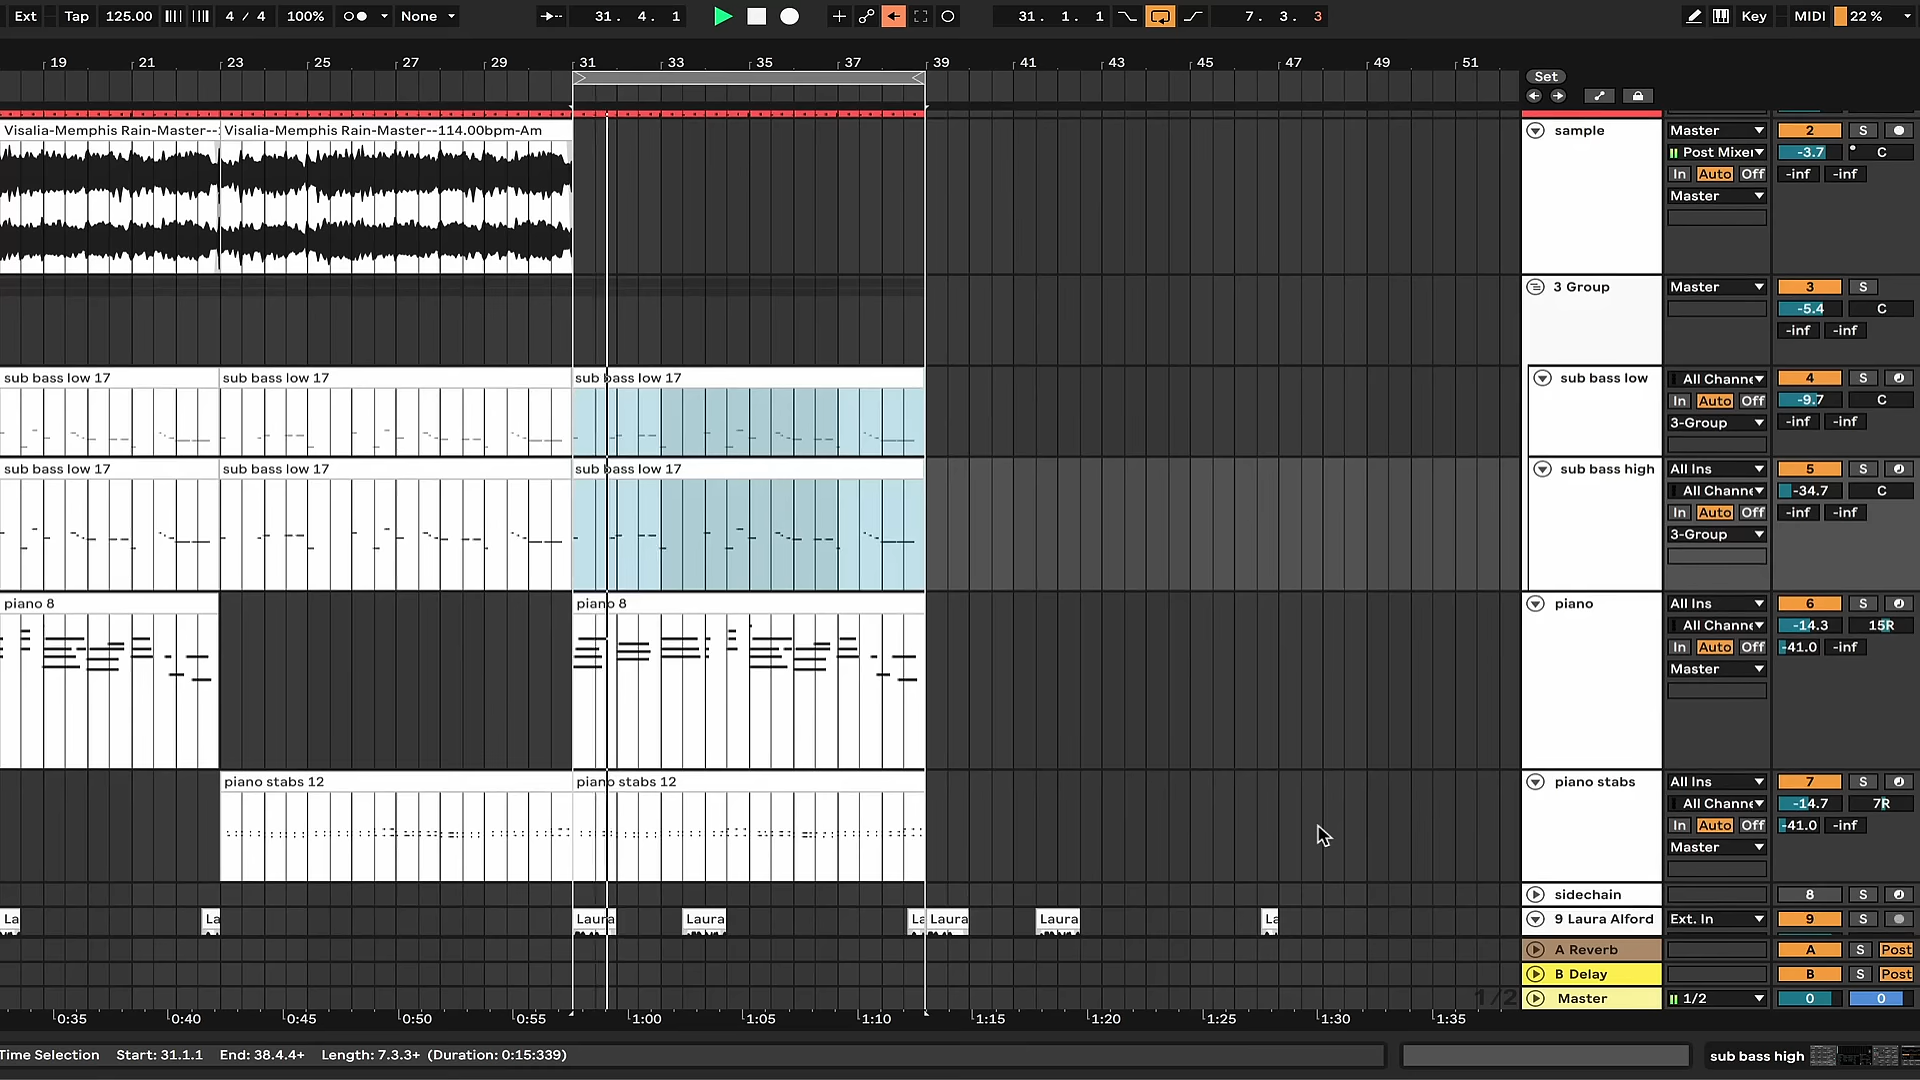 Ext Tap 125.00 4 / 4 100% None 31. 4. 1 31. 1. 1 7. 3. 3 Key MIDI 22 %
19 21 23 25 27 29 31 33 35 37 39 41 43 45 47 49 51
Set
Visalia-Memphis Rain-Master-- Visalia-Memphis Rain-Master--114.00bpm-Am
sample Master 2 S
Post Mixer -3.7 C
In Auto Off -inf -inf
Master
3 Group Master 3 S
-5.4 C
-inf -inf
sub bass low 17 sub bass low 17 sub bass low 17 sub bass low All Channe 4 S
In Auto Off -9.7 C
3-Group -inf -inf
sub bass low 17 sub bass low 17 sub bass low 17 sub bass high All Ins 5 S
All Channe -34.7 C
In Auto Off -inf -inf
3-Group
piano 8 piano 8 piano All Ins 6 S
All Channe -14.3 15R
In Auto Off -41.0 -inf
Master
piano stabs 12 piano stabs 12 piano stabs All Ins 7 S
All Channe -14.7 7R
In Auto Off -41.0 -inf
Master
sidechain 8 S
La La Laura Laura La Laura Laura La 9 Laura Alford Ext. In 9 S
A Reverb A S Post
B Delay B S Post
1/2 Master 1/2 0 0
0:35 0:40 0:45 0:50 0:55 1:00 1:05 1:10 1:15 1:20 1:25 1:30 1:35
Time Selection Start: 31.1.1 End: 38.4.4+ Length: 7.3.3+ (Duration: 0:15:339) sub bass high